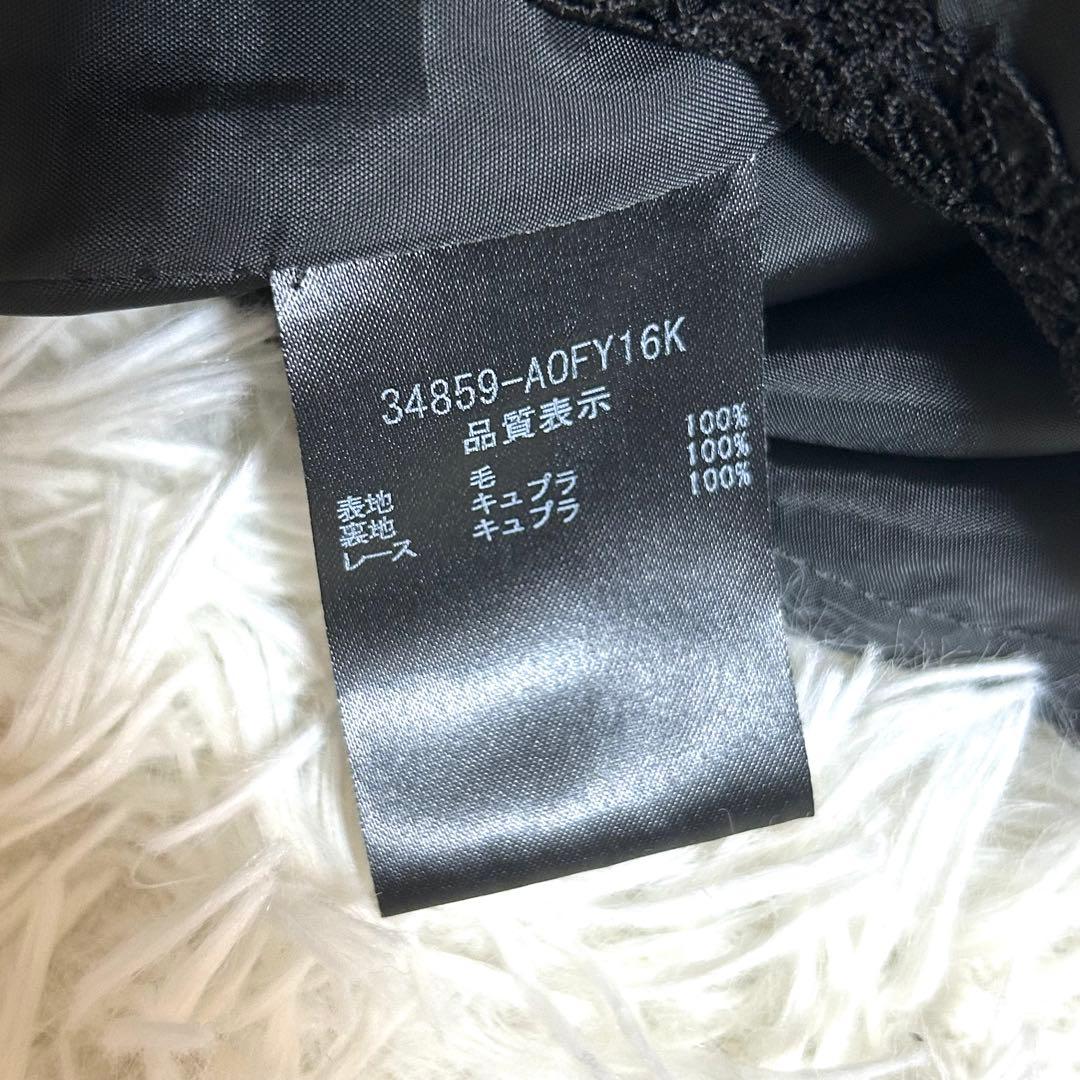 34859-A0FY16K
品質表示
表地 毛 100%
裏地 キュプラ 100%
レース キュプラ 100%